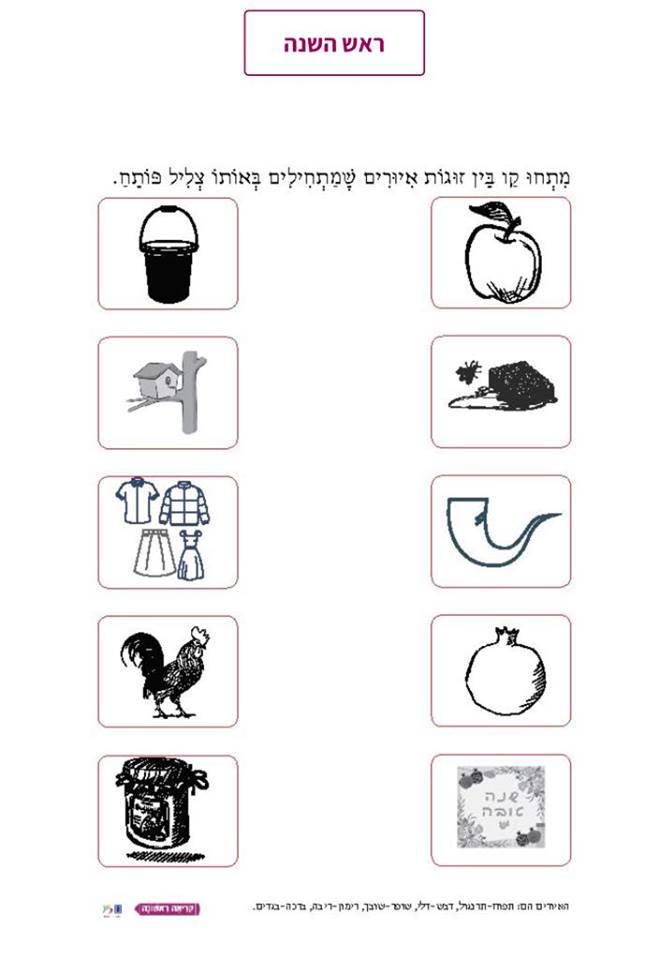 ראש השנה
מִתְחוּ קַו בֵּין זוּגוֹת אִיּוּרִים שֶׁמַּתְחִילִים בְּאוֹתוֹ צְלִיל פּוֹתֵחַ.
שנה
טובה
האיורים הם: תפוח-תרנגול, דבש-דלי, שופר-שובך, רימון-ריבה, ברכה-בגדים.
קריאה ראשונה